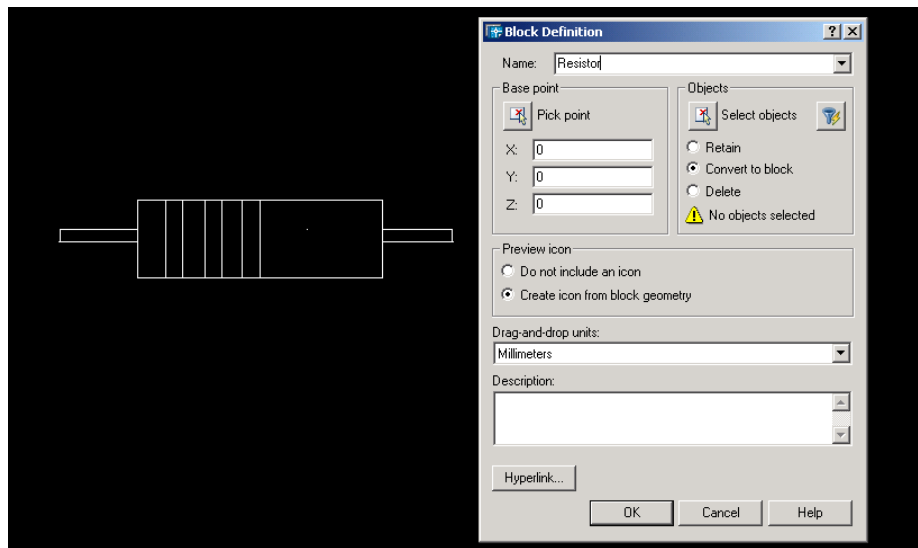 Block Definition
Name: Resistor
Base point
Pick point
X: 0
Y: 0
Z: 0
Objects
Select objects
Retain
Convert to block
Delete
No objects selected
Preview icon
Do not include an icon
Create icon from block geometry
Drag-and-drop units:
Millimeters
Description:
Hyperlink...
OK Cancel Help